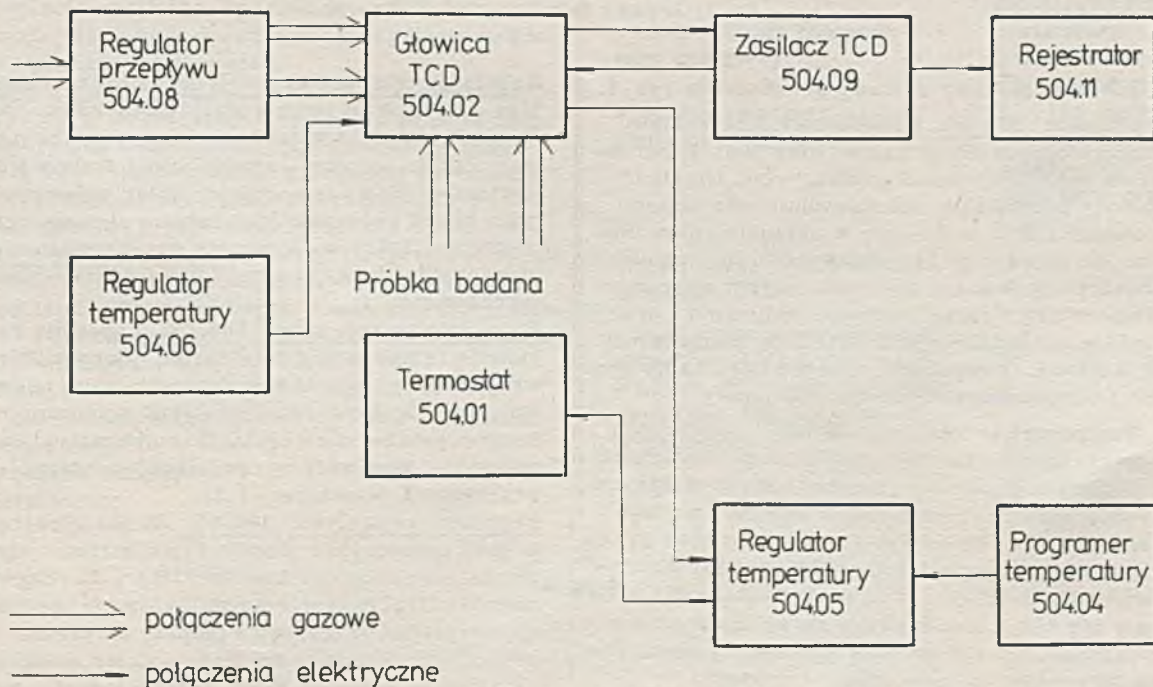 Regulator
przepływu
504.08
Głowica
TCD
504.02
Zasilacz TCD
504.09
Rejestrator
504.11
Regulator
temperatury
504.06
Próbka badana
Termostat
504.01
Regulator
temperatury
504.05
Programer
temperatury
504.04
połączenia gazowe
połączenia elektryczne